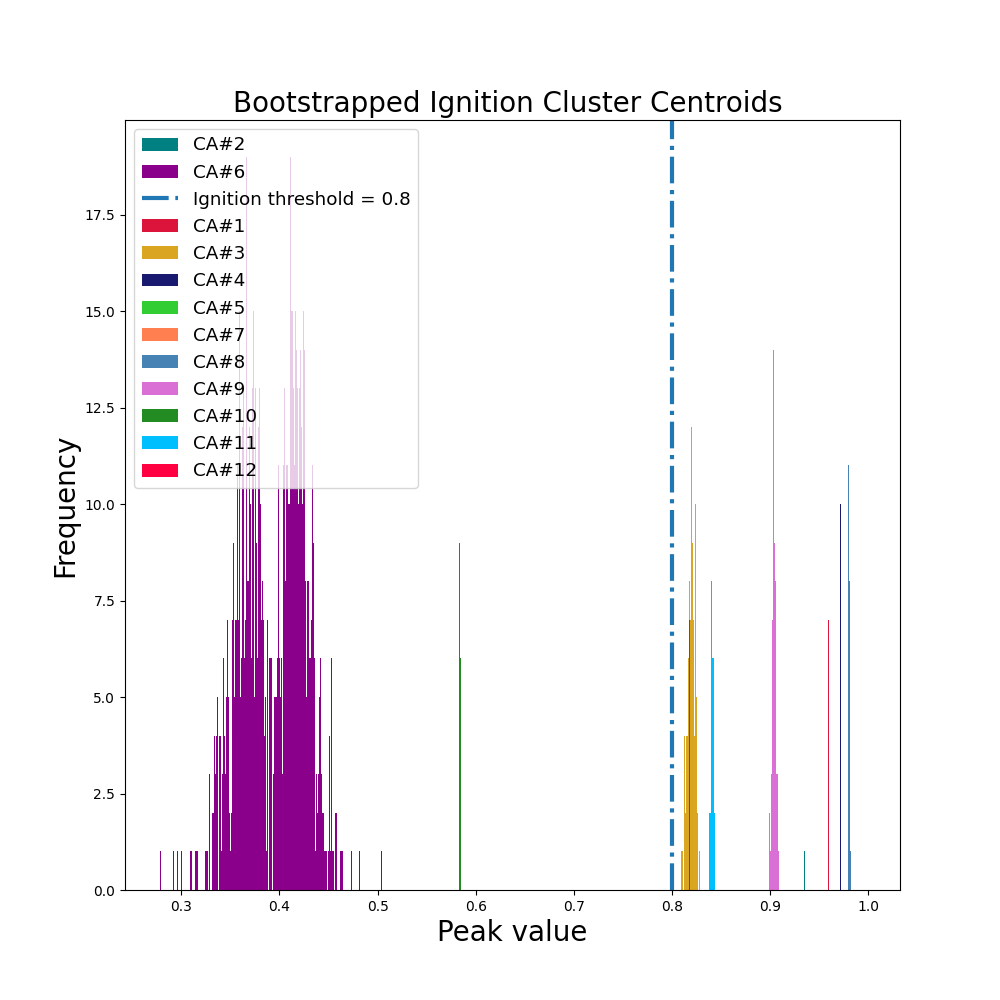 Bootstrapped Ignition Cluster Centroids
CA#2
CA#6
Ignition threshold = 0.8
CA#1
CA#3
CA#4
CA#5
CA#7
CA#8
CA#9
CA#10
CA#11
CA#12
17.5
15.0
12.5
10.0
7.5
5.0
2.5
0.0
Frequency
0.3 0.4 0.5 0.6 0.7 0.8 0.9 1.0
Peak value